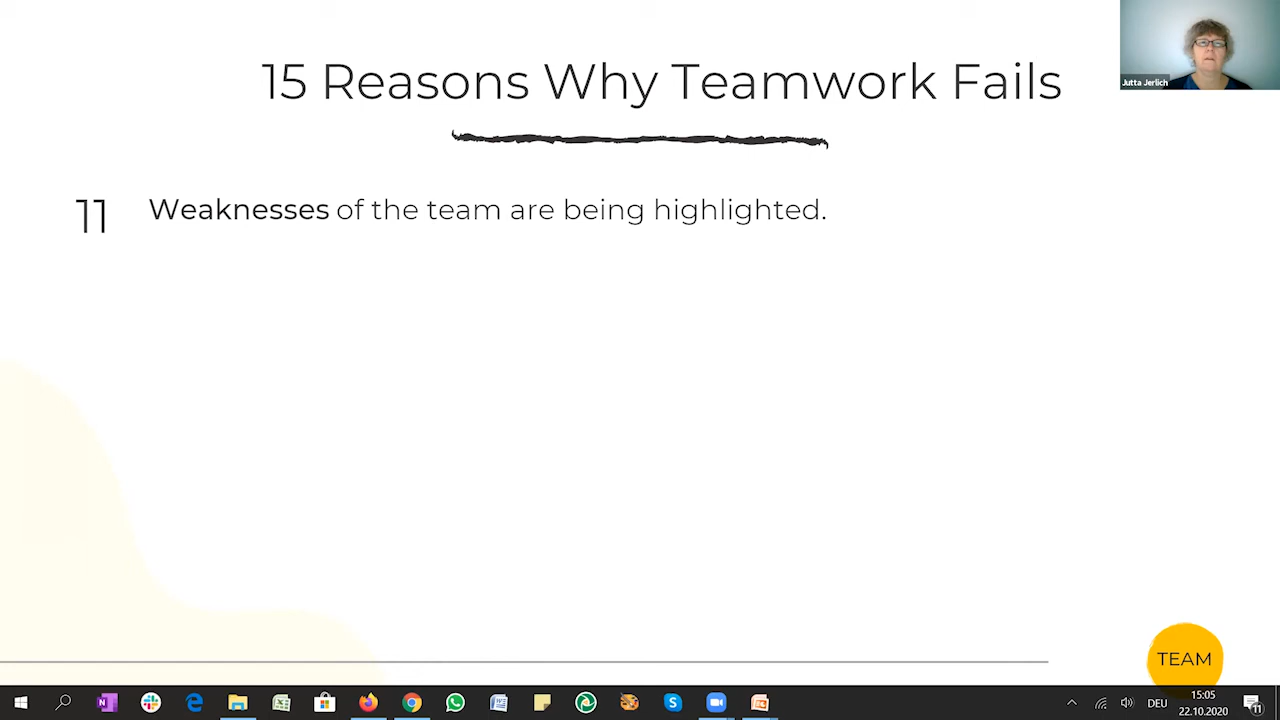 15 Reasons Why Teamwork Fails
Jutta Jerlich
11 Weaknesses of the team are being highlighted.
TEAM
DEU
15:05
22.10.2020
11